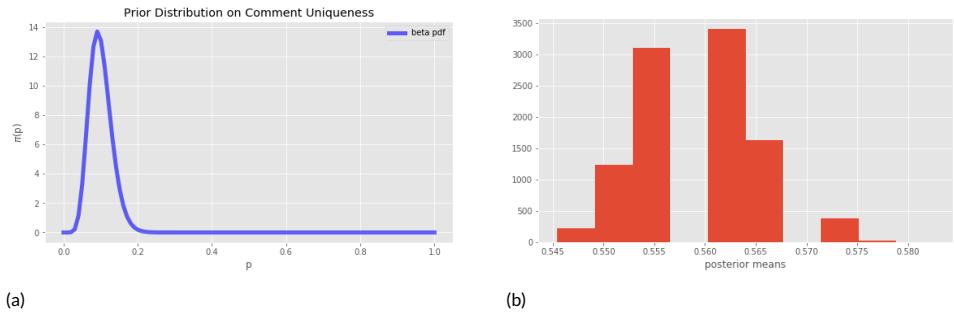 Prior Distribution on Comment Uniqueness
14
12
10
8
6
4
2
0
π(p)
beta pdf
0.0 0.2 0.4 0.6 0.8 1.0
p
(a)
3500
3000
2500
2000
1500
1000
500
0
0.545 0.550 0.555 0.560 0.565 0.570 0.575 0.580
posterior means
(b)